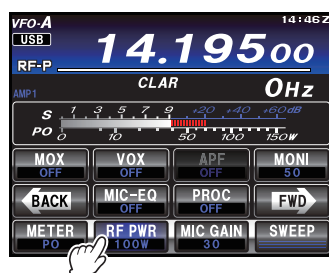 VFO-A 14:46Z
USB 14.19500
RF-P
CLAR 0Hz
AMP1
S 1 3 5 7 9 +20 +40 +60dB
PO 0 10 50 100 150W
MOX VOX APF MONI
OFF OFF OFF 50
BACK MIC-EQ PROC FWD
OFF OFF
METER RF PWR MIC GAIN SWEEP
PO 100W 30